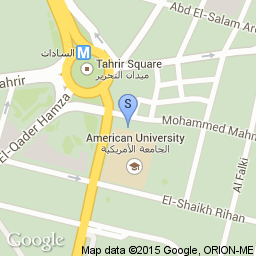 Abd El-Salam Are
السادات
M
Tahrir Square
ميدان التحرير
ahrir
S
Mohammed Mahm
El-Qader Hamza
American University
الجامعة الأمريكية
Al Falki
El-Shaikh Rihan
Google
Map data ©2015 Google, ORION-ME